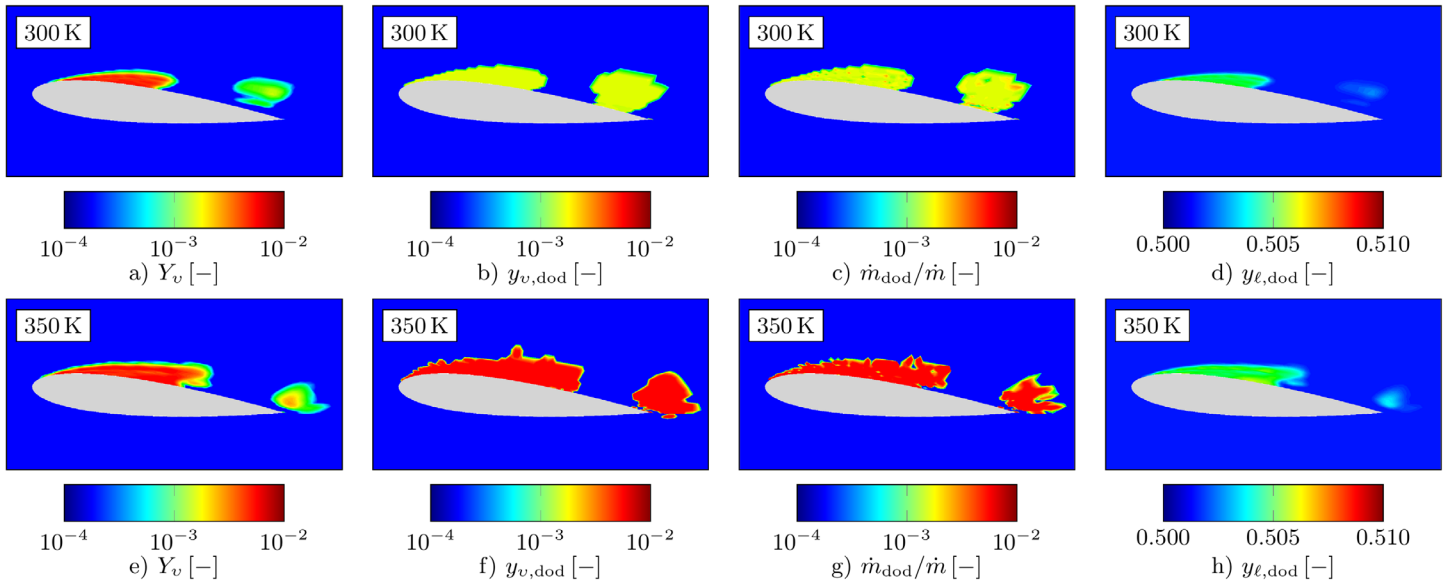 300 K
300 K
300 K
300 K
10⁻⁴ 10⁻³ 10⁻²
10⁻⁴ 10⁻³ 10⁻²
10⁻⁴ 10⁻³ 10⁻²
0.500 0.505 0.510
a) Y_v [−]
b) y_v,dod [−]
c) ṁ_dod/ṁ [−]
d) y_ℓ,dod [−]
350 K
350 K
350 K
350 K
10⁻⁴ 10⁻³ 10⁻²
10⁻⁴ 10⁻³ 10⁻²
10⁻⁴ 10⁻³ 10⁻²
0.500 0.505 0.510
e) Y_v [−]
f) y_v,dod [−]
g) ṁ_dod/ṁ [−]
h) y_ℓ,dod [−]